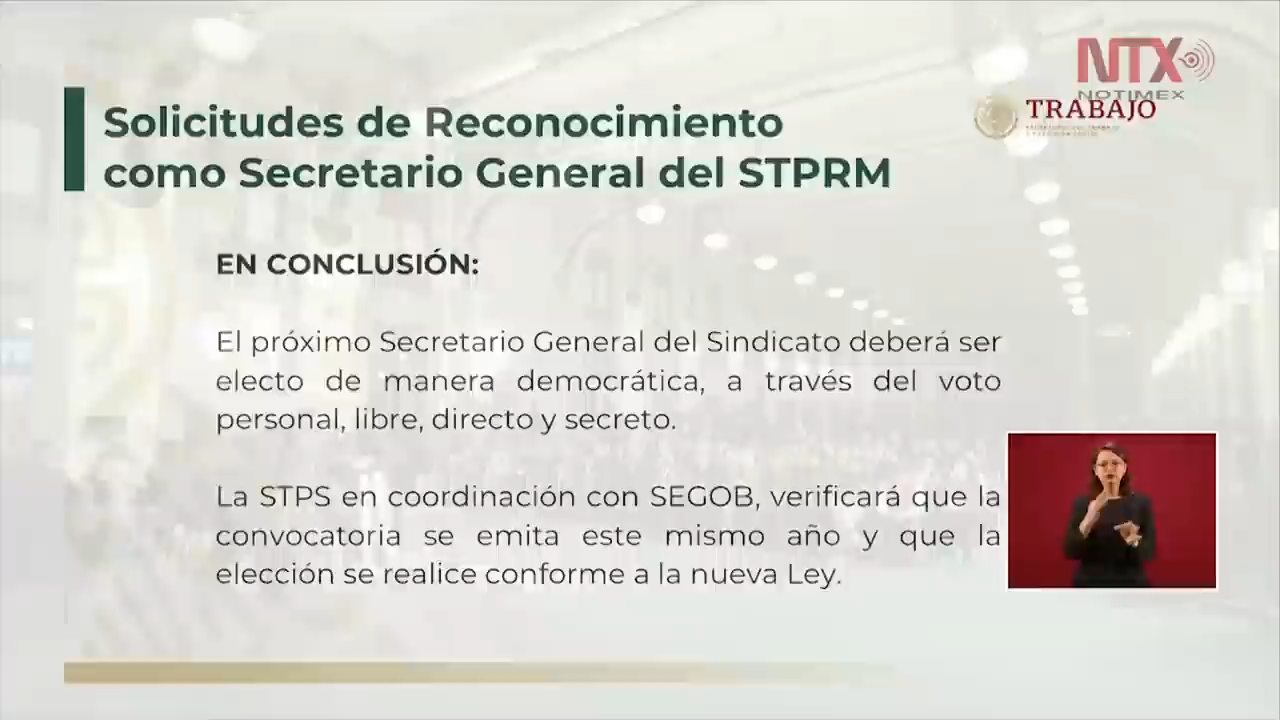 NTX
NOTIMEX
TRABAJO
Solicitudes de Reconocimiento
como Secretario General del STPRM
EN CONCLUSIÓN:
El próximo Secretario General del Sindicato deberá ser
electo de manera democrática, a través del voto
personal, libre, directo y secreto.
La STPS en coordinación con SEGOB, verificará que la
convocatoria se emita este mismo año y que la
elección se realice conforme a la nueva Ley.